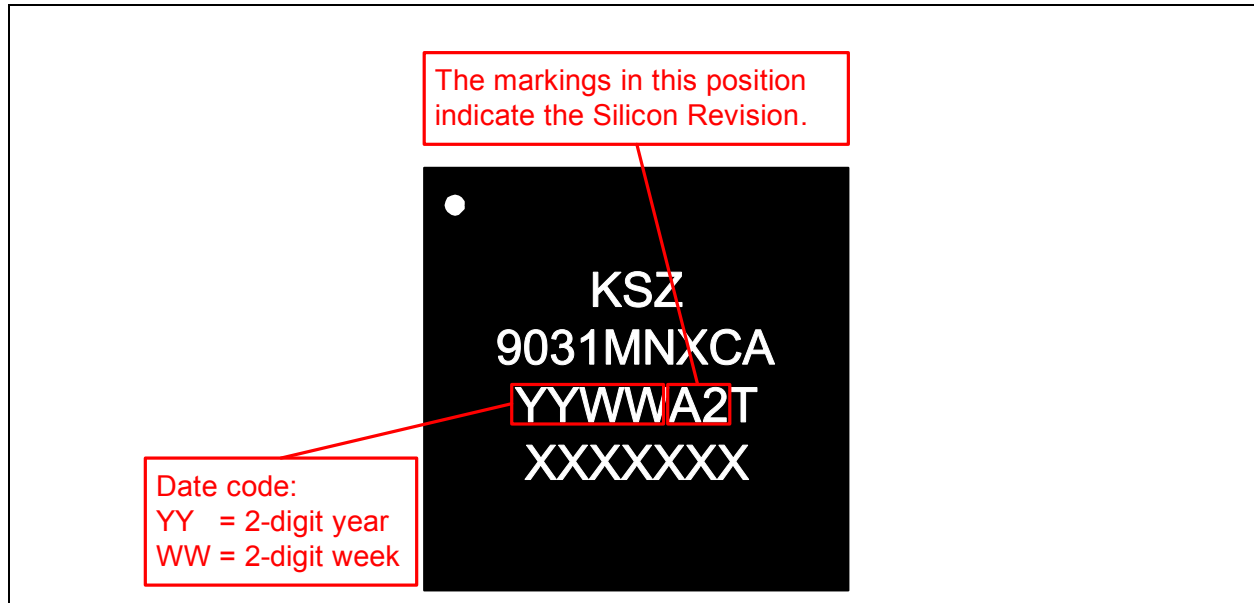 The markings in this position
indicate the Silicon Revision.
KSZ
9031MNXCA
YYWWA2T
XXXXXXX
Date code:
YY = 2-digit year
WW = 2-digit week